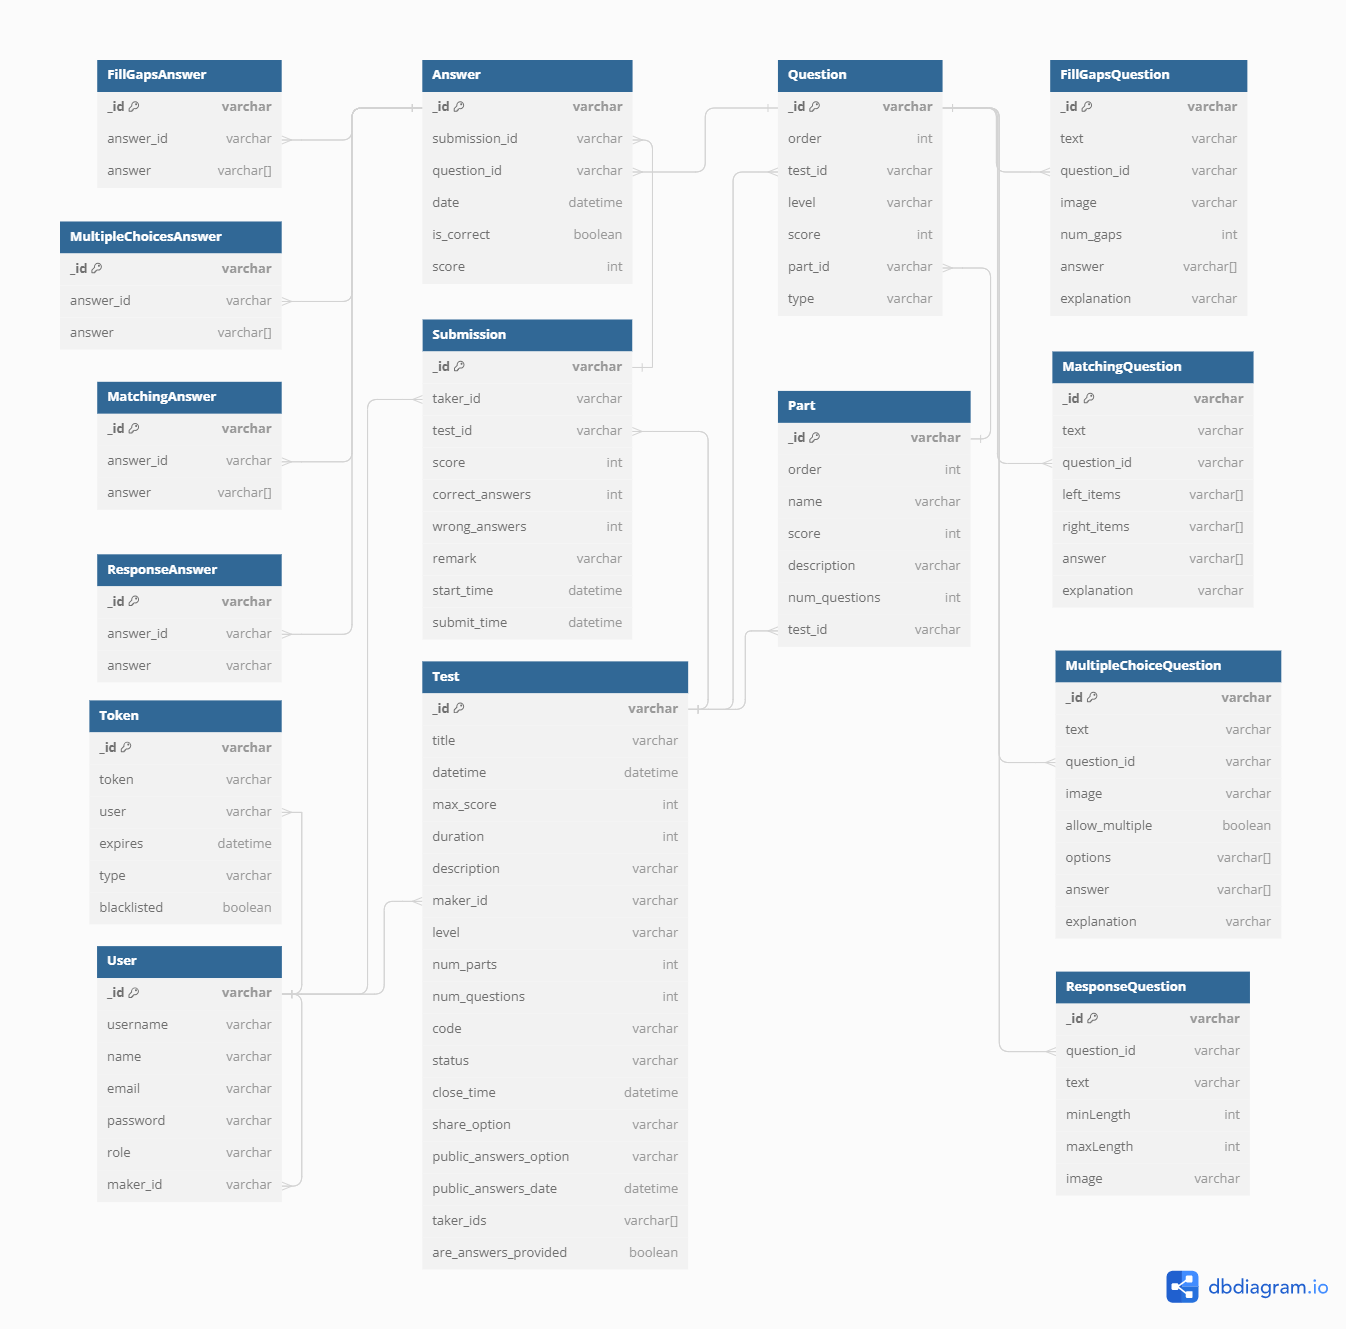 FillGapsAnswer
_id varchar
answer_id varchar
answer varchar[]
MultipleChoicesAnswer
_id varchar
answer_id varchar
answer varchar[]
MatchingAnswer
_id varchar
answer_id varchar
answer varchar[]
ResponseAnswer
_id varchar
answer_id varchar
answer varchar
Token
_id varchar
token varchar
user varchar
expires datetime
type varchar
blacklisted boolean
User
_id varchar
username varchar
name varchar
email varchar
password varchar
role varchar
maker_id varchar
Answer
_id varchar
submission_id varchar
question_id varchar
date datetime
is_correct boolean
score int
Submission
_id varchar
taker_id varchar
test_id varchar
score int
correct_answers int
wrong_answers int
remark varchar
start_time datetime
submit_time datetime
Test
_id varchar
title varchar
datetime datetime
max_score int
duration int
description varchar
maker_id varchar
level varchar
num_parts int
num_questions int
code varchar
status varchar
close_time datetime
share_option varchar
public_answers_option varchar
public_answers_date datetime
taker_ids varchar[]
are_answers_provided boolean
Question
_id varchar
order int
test_id varchar
level varchar
score int
part_id varchar
type varchar
Part
_id varchar
order int
name varchar
score int
description varchar
num_questions int
test_id varchar
FillGapsQuestion
_id varchar
text varchar
question_id varchar
image varchar
num_gaps int
answer varchar[]
explanation varchar
MatchingQuestion
_id varchar
text varchar
question_id varchar
left_items varchar[]
right_items varchar[]
answer varchar[]
explanation varchar
MultipleChoiceQuestion
_id varchar
text varchar
question_id varchar
image varchar
allow_multiple boolean
options varchar[]
answer varchar[]
explanation varchar
ResponseQuestion
_id varchar
question_id varchar
text varchar
minLength int
maxLength int
image varchar
dbdiagram.io